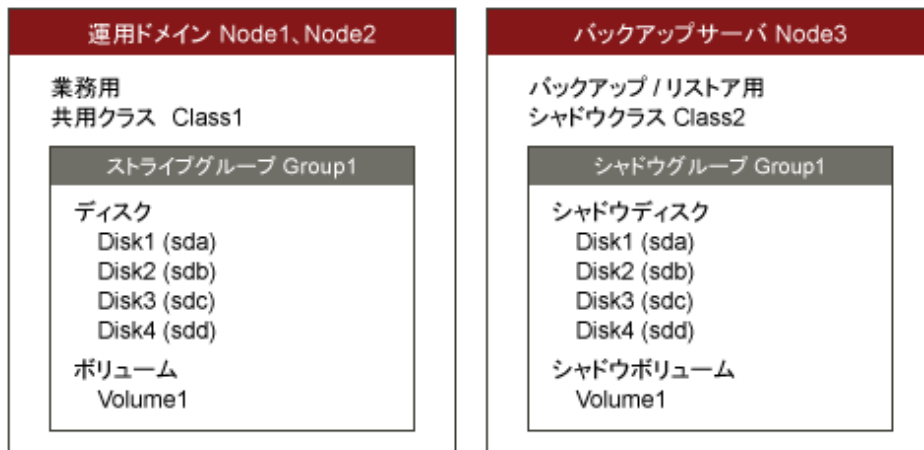 運用ドメイン Node1、Node2
業務用
共用クラス Class1
ストライプグループ Group1
ディスク
Disk1 (sda)
Disk2 (sdb)
Disk3 (sdc)
Disk4 (sdd)
ボリューム
Volume1
バックアップサーバ Node3
バックアップ / リストア用
シャドウクラス Class2
シャドウグループ Group1
シャドウディスク
Disk1 (sda)
Disk2 (sdb)
Disk3 (sdc)
Disk4 (sdd)
シャドウボリューム
Volume1